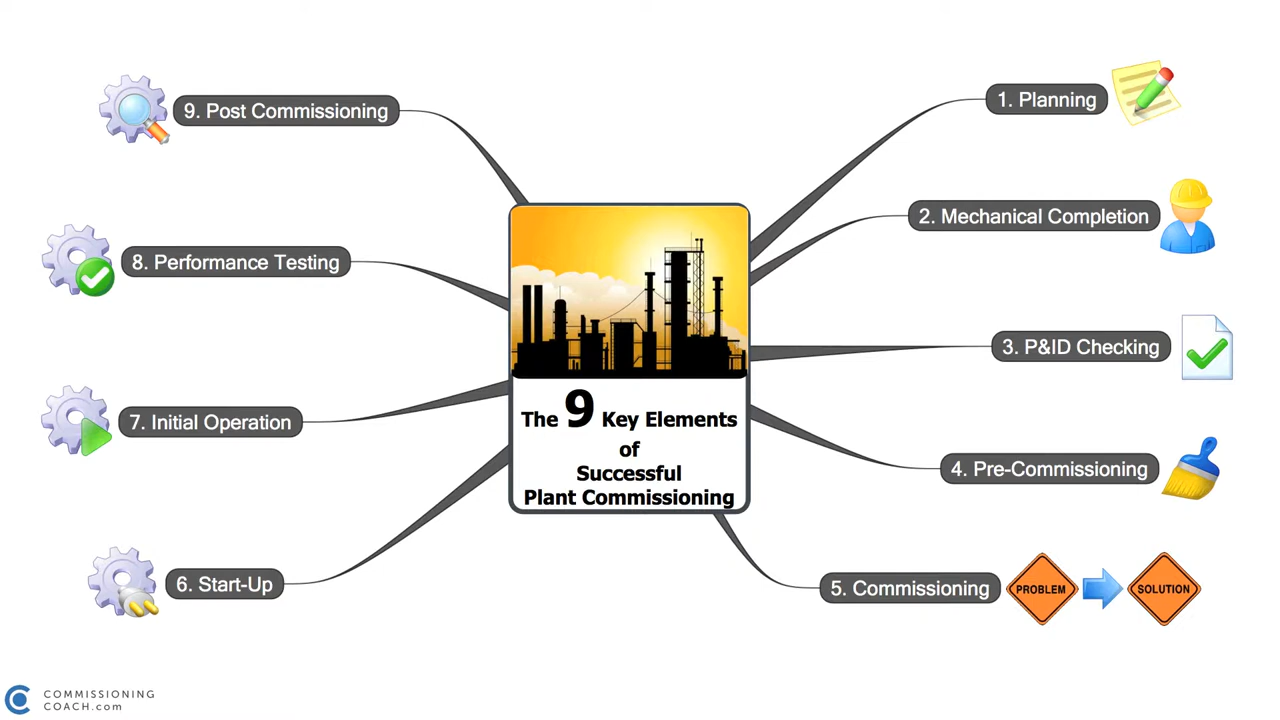 The 9 Key Elements
of
Successful
Plant Commissioning
1. Planning
2. Mechanical Completion
3. P&ID Checking
4. Pre-Commissioning
5. Commissioning
PROBLEM
SOLUTION
6. Start-Up
7. Initial Operation
8. Performance Testing
9. Post Commissioning
COMMISSIONING
COACH.com